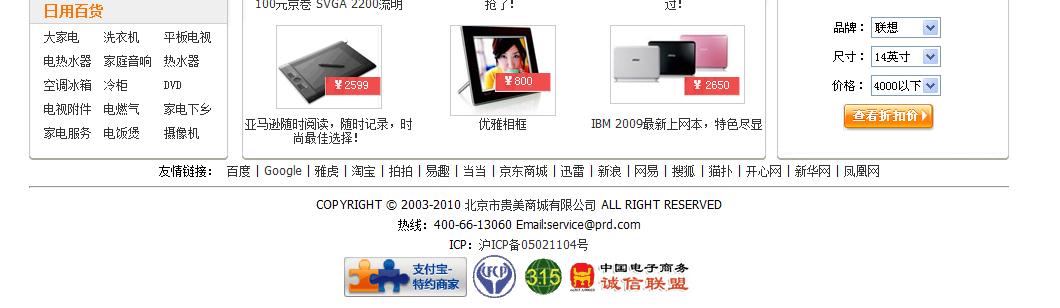 100元京卷 SVGA 2200流明
抢了！
过！
日用百货
大家电 洗衣机 平板电视
电热水器 家庭音响 热水器
空调冰箱 冷柜 DVD
电视附件 电燃气 家电下乡
家电服务 电饭煲 摄像机
¥2599
亚马逊随时阅读，随时记录，时
尚最佳选择！
¥800
优雅相框
¥ 2650
IBM 2009最新上网本，特色尽显
品牌： 联想
尺寸： 14英寸
价格： 4000以下
查看折扣价
友情链接： 百度 | Google | 雅虎 | 淘宝 | 拍拍 | 易趣 | 当当 | 京东商城 | 迅雷 | 新浪 | 网易 | 搜狐 | 猫扑 | 开心网 | 新华网 | 凤凰网
COPYRIGHT © 2003-2010 北京市贵美商城有限公司 ALL RIGHT RESERVED
热线：400-66-13060 Email:service@prd.com
ICP：沪ICP备05021104号
支付宝-
特约商家
CFCP
315
中国电子商务
诚信联盟